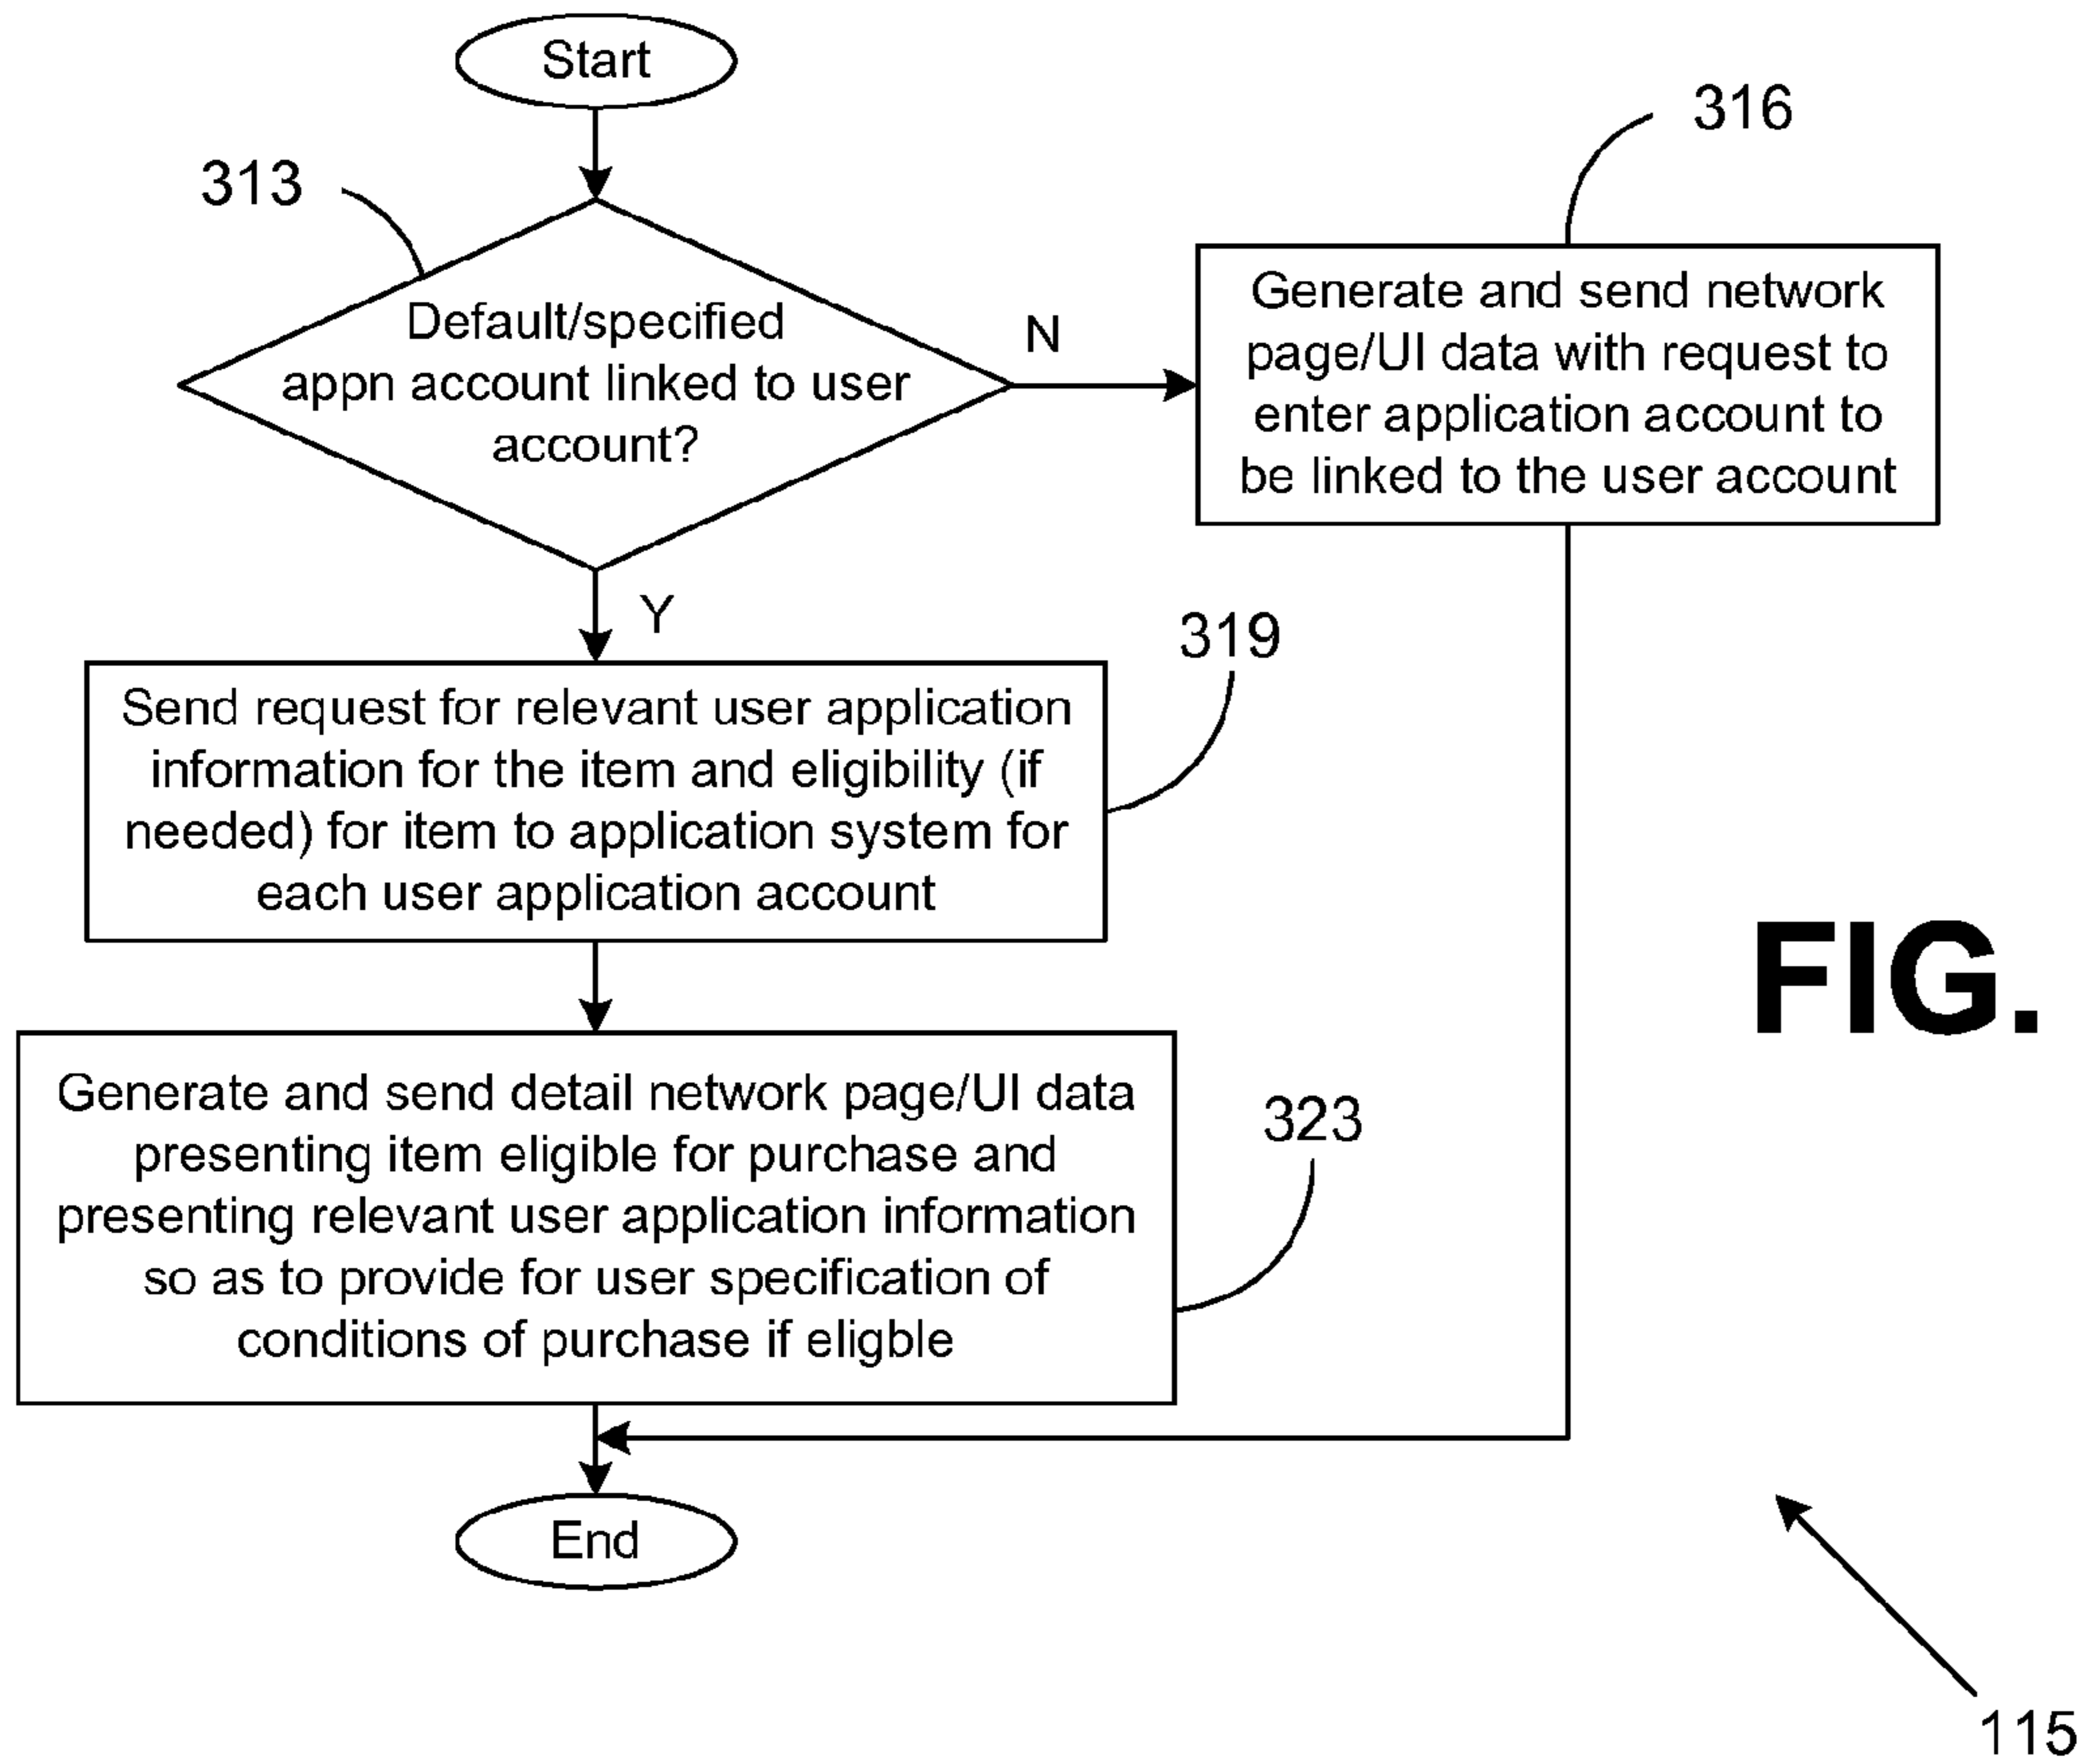 Start
313
Default/specified
appn account linked to user
account?
N
316
Generate and send network
page/UI data with request to
enter application account to
be linked to the user account
Y
319
Send request for relevant user application
information for the item and eligibility (if
needed) for item to application system for
each user application account
FIG.
323
Generate and send detail network page/UI data
presenting item eligible for purchase and
presenting relevant user application information
so as to provide for user specification of
conditions of purchase if eligble
End
115